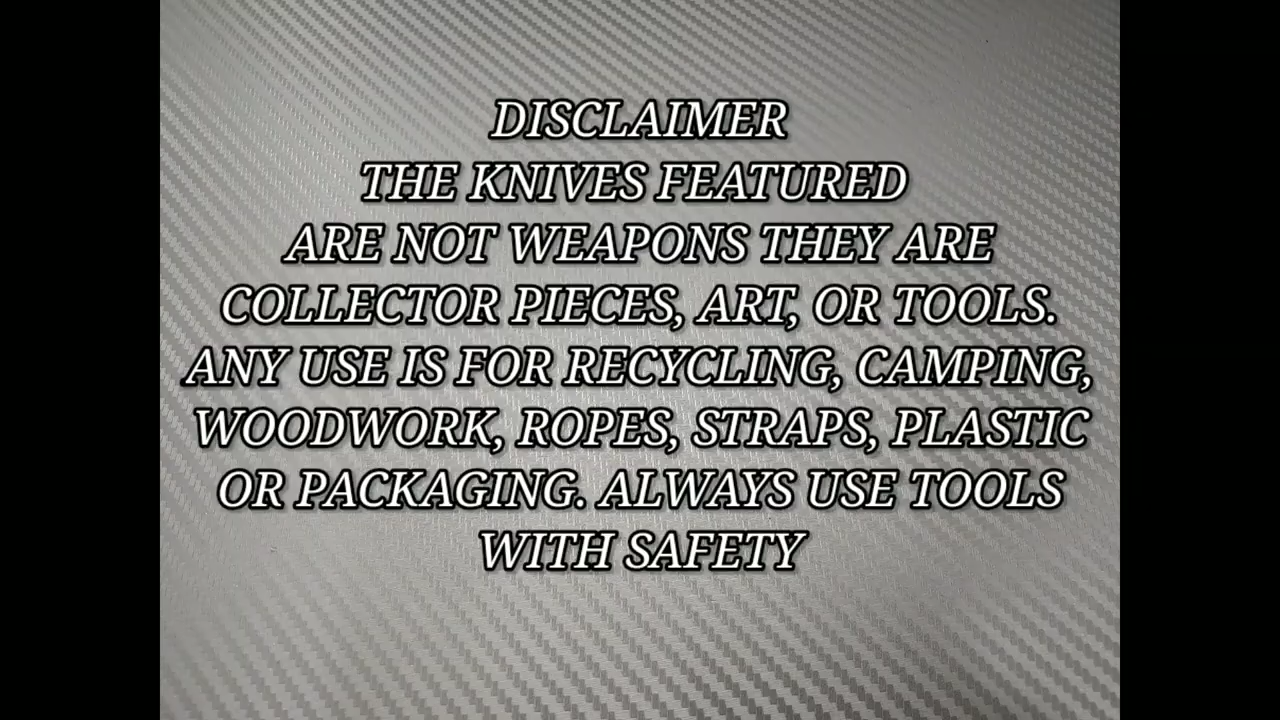 DISCLAIMER
THE KNIVES FEATURED
ARE NOT WEAPONS THEY ARE
COLLECTOR PIECES, ART, OR TOOLS.
ANY USE IS FOR RECYCLING, CAMPING,
WOODWORK, ROPES, STRAPS, PLASTIC
OR PACKAGING. ALWAYS USE TOOLS
WITH SAFETY